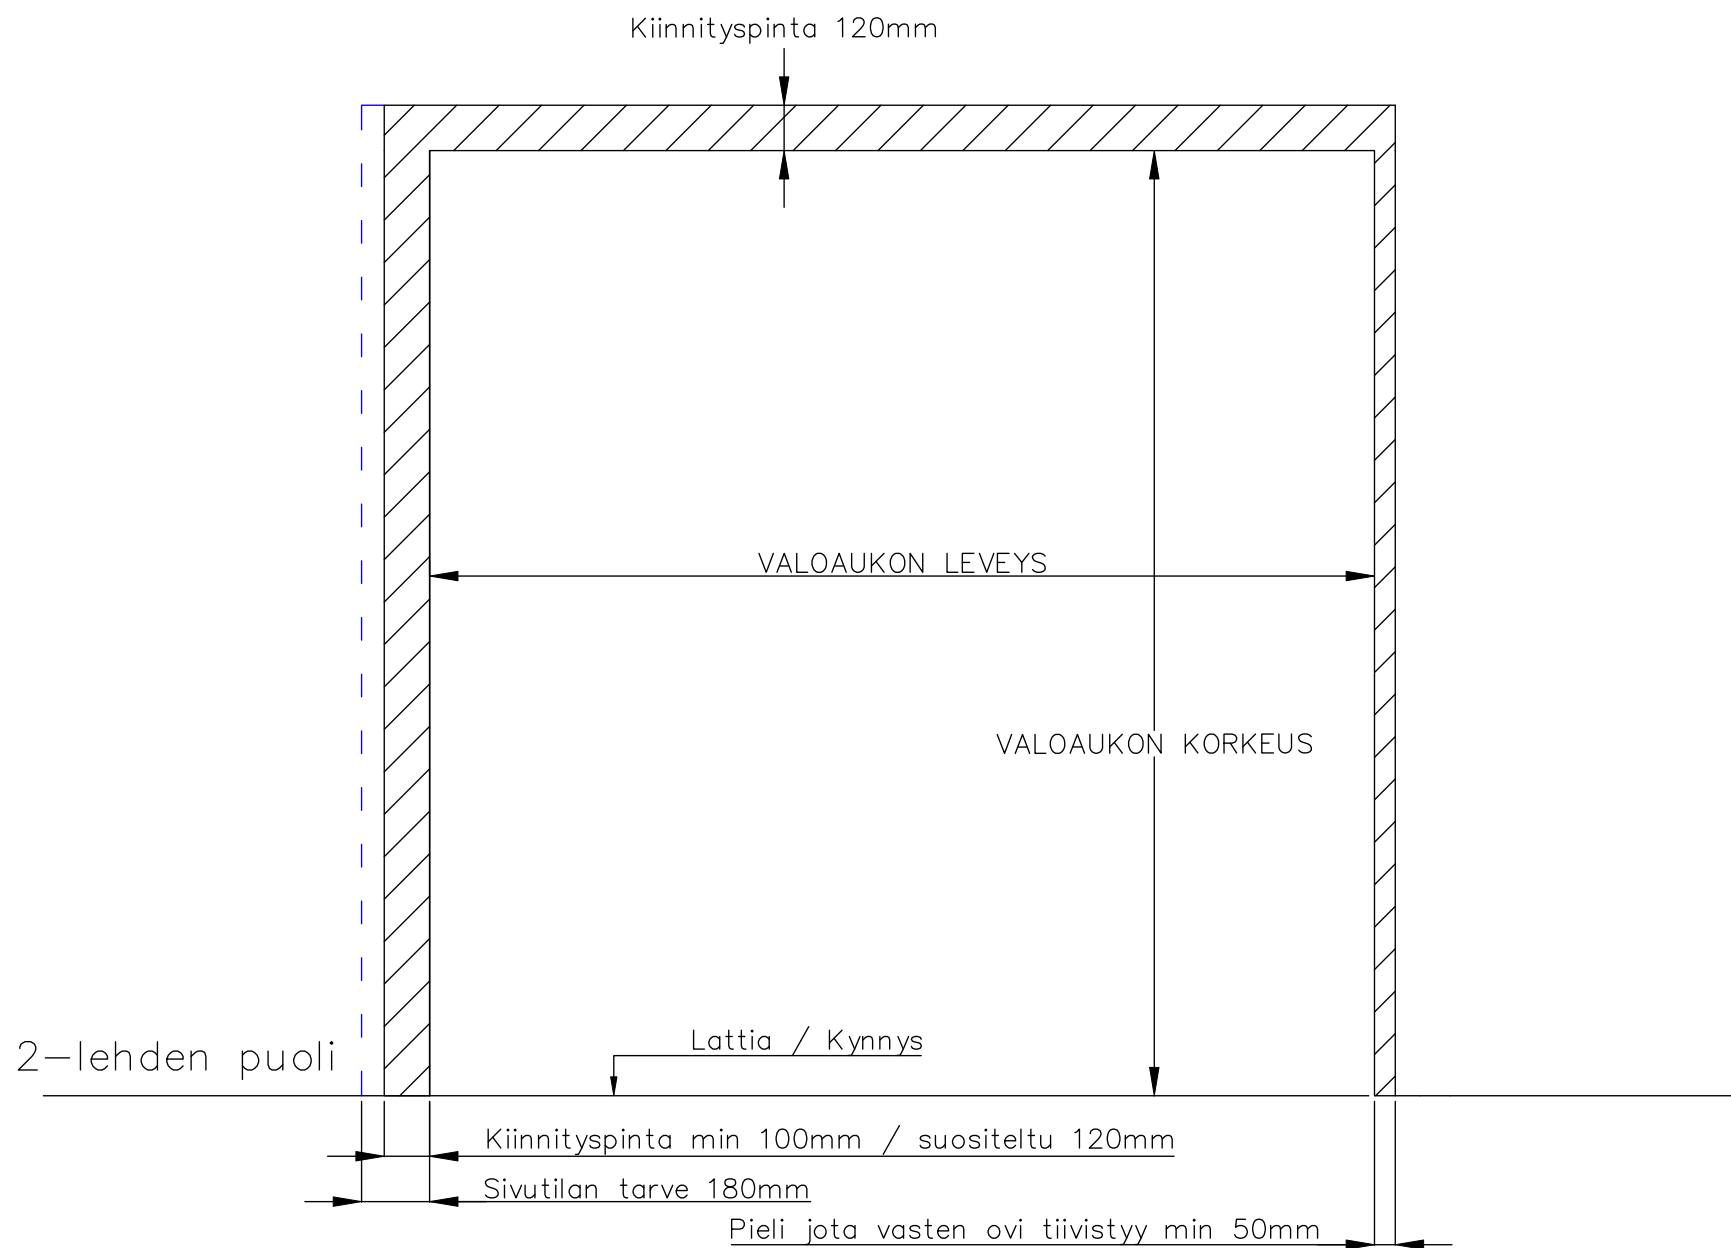 Kiinnityspinta 120mm
VALOAUKON LEVEYS
VALOAUKON KORKEUS
Lattia / Kynnys
2-lehden puoli
Kiinnityspinta min 100mm / suositeltu 120mm
Sivutilan tarve 180mm
Pieli jota vasten ovi tiivistyy min 50mm